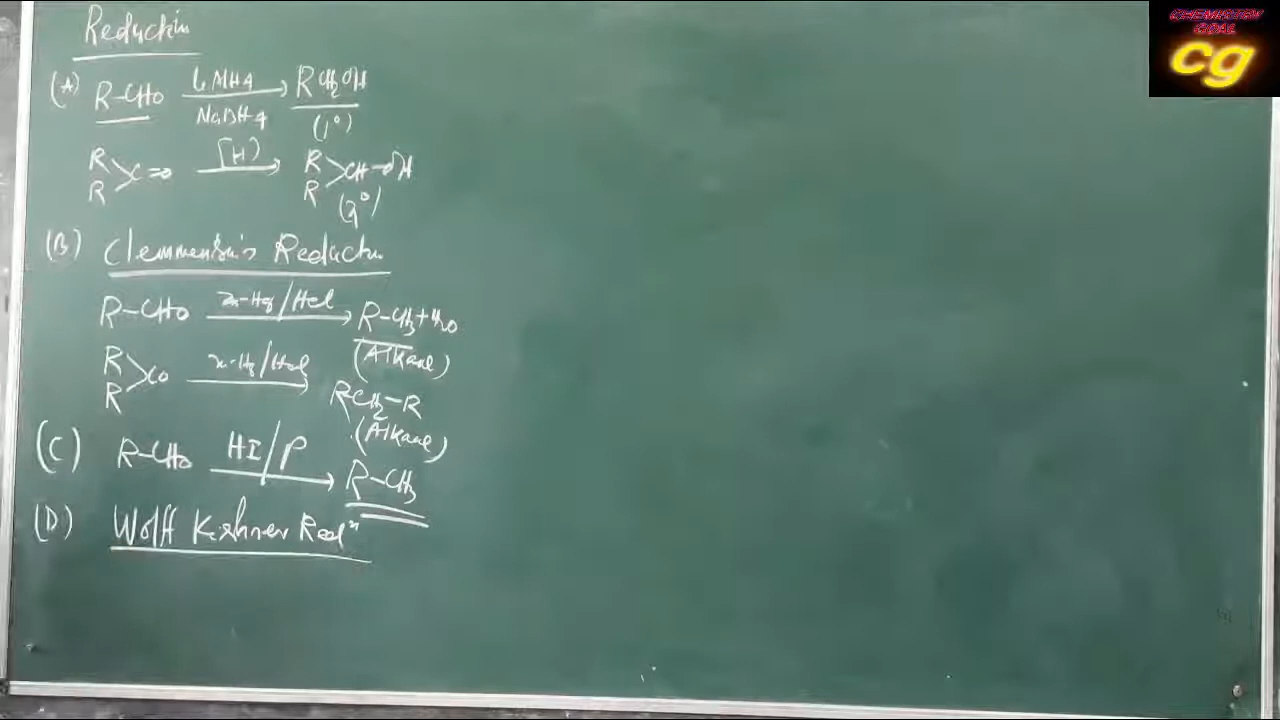 Reduction
(A) R-CHO LiAlH4 NaBH4 RCH2OH
(1°)
R R >C=O [H] R R >CH-OH
(2°)
(B) Clemmensen's Reduction
R-CHO Zn-Hg/HCl R-CH3+H2O
(Alkane)
R R >CO Zn-Hg/HCl RCH2-R
(Alkane)
(C) R-CHO HI/P R-CH3
(D) Wolff Kishner Redn
CHEMISTRY GOAL
cg